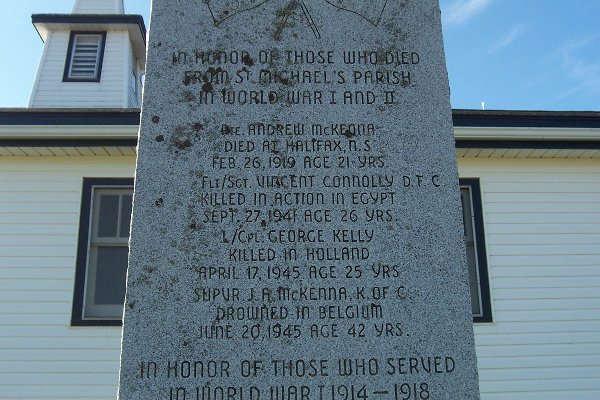 IN HONOR OF THOSE WHO DIED
FROM ST. MICHAEL'S PARISH
IN WORLD WAR I AND II
PTE. ANDREW McKENNA
DIED AT HALIFAX, N.S.
FEB. 26, 1919 AGE 21 YRS.
FLT/SGT. VINCENT CONNOLLY D.F.C.
KILLED IN ACTION IN EGYPT
SEPT. 27, 1941 AGE 26 YRS.
L/CPL. GEORGE KELLY
KILLED IN HOLLAND
APRIL 17, 1945 AGE 25 YRS
SUPVR J.A. McKENNA, K. OF C.
DROWNED IN BELGIUM
JUNE 20, 1945 AGE 42 YRS.
IN HONOR OF THOSE WHO SERVED
IN WORLD WAR I 1914 – 1918